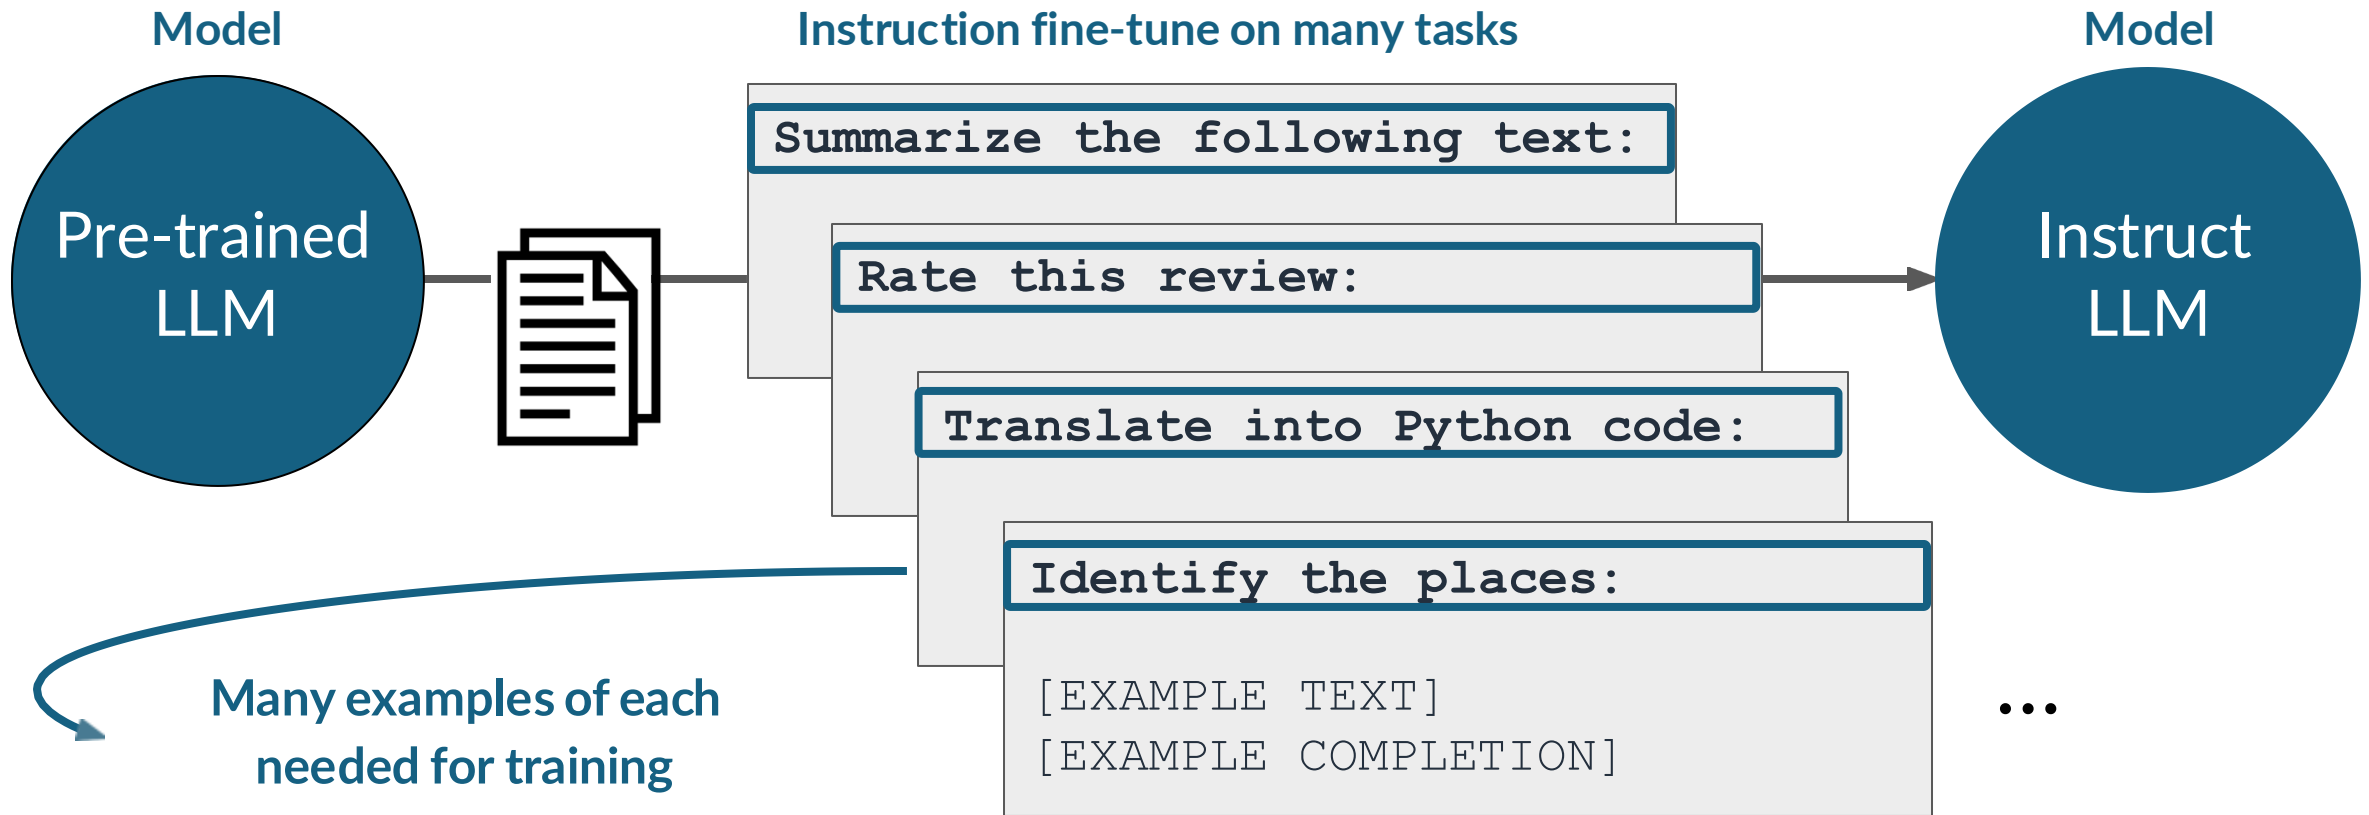 Model
Instruction fine-tune on many tasks
Model
Pre-trained
LLM
Summarize the following text:
Rate this review:
Translate into Python code:
Identify the places:
[EXAMPLE TEXT]
[EXAMPLE COMPLETION]
Instruct
LLM
Many examples of each
needed for training
...